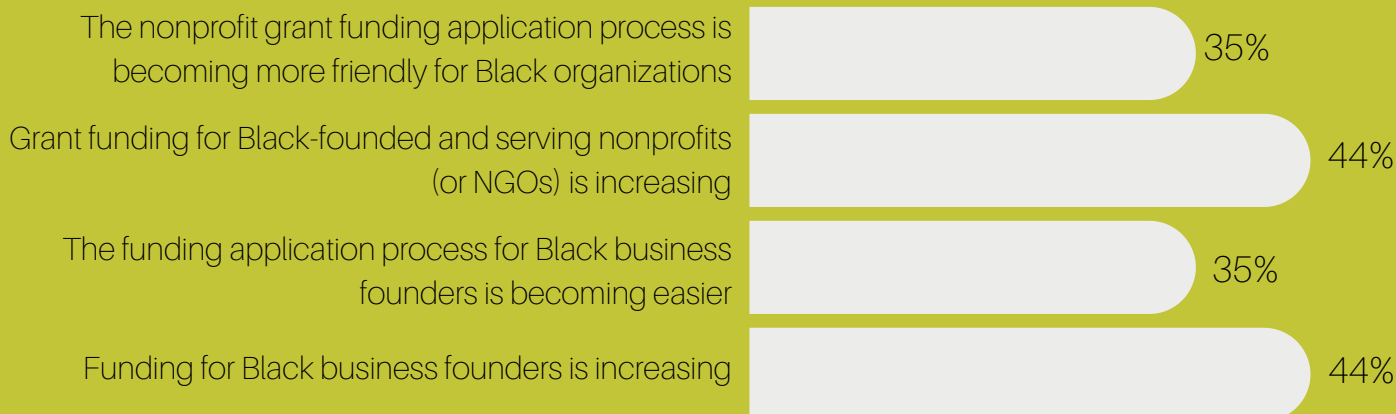 The nonprofit grant funding application process is
becoming more friendly for Black organizations
35%
Grant funding for Black-founded and serving nonprofits
(or NGOs) is increasing
44%
The funding application process for Black business
founders is becoming easier
35%
Funding for Black business founders is increasing
44%